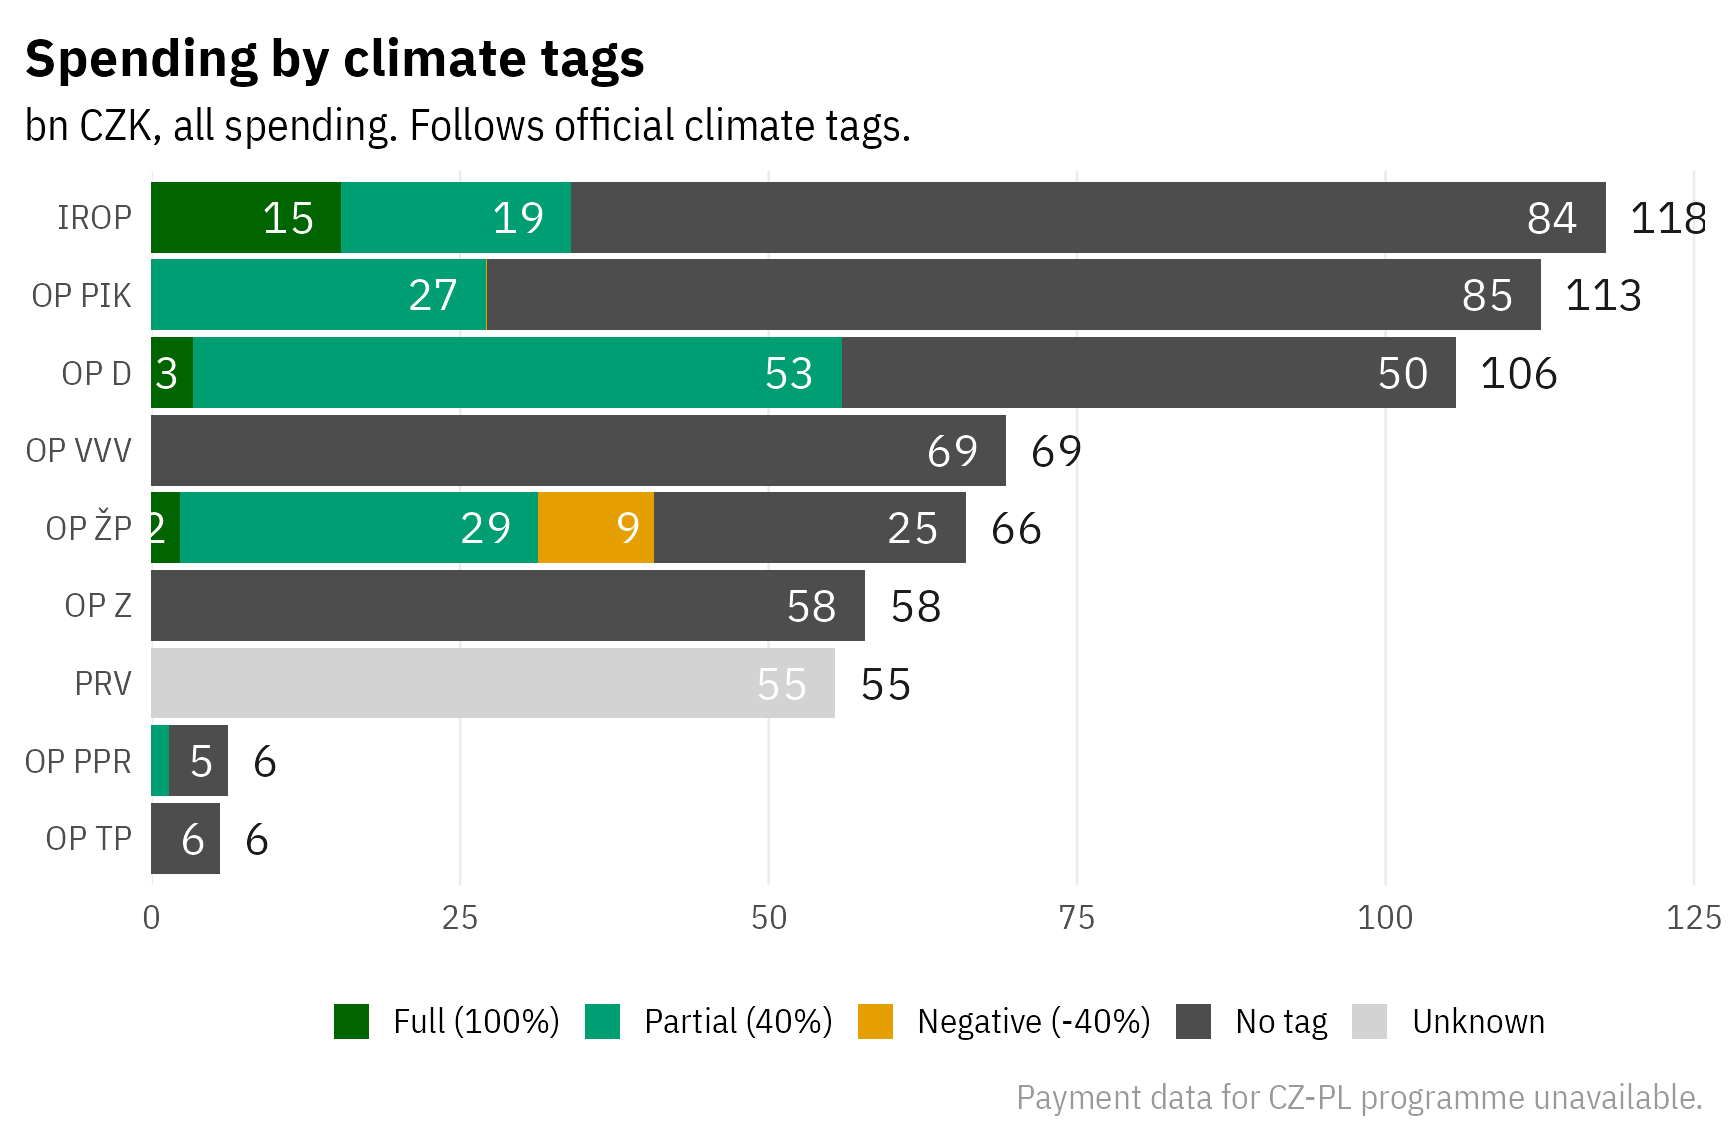 Spending by climate tags
bn CZK, all spending. Follows official climate tags.
IROP 15 19 84 118
OP PIK 27 85 113
OP D 3 53 50 106
OP VVV 69 69
OP ŽP 2 29 9 25 66
OP Z 58 58
PRV 55 55
OP PPR 5 6
OP TP 6 6
0 25 50 75 100 125
Full (100%) Partial (40%) Negative (-40%) No tag Unknown
Payment data for CZ-PL programme unavailable.